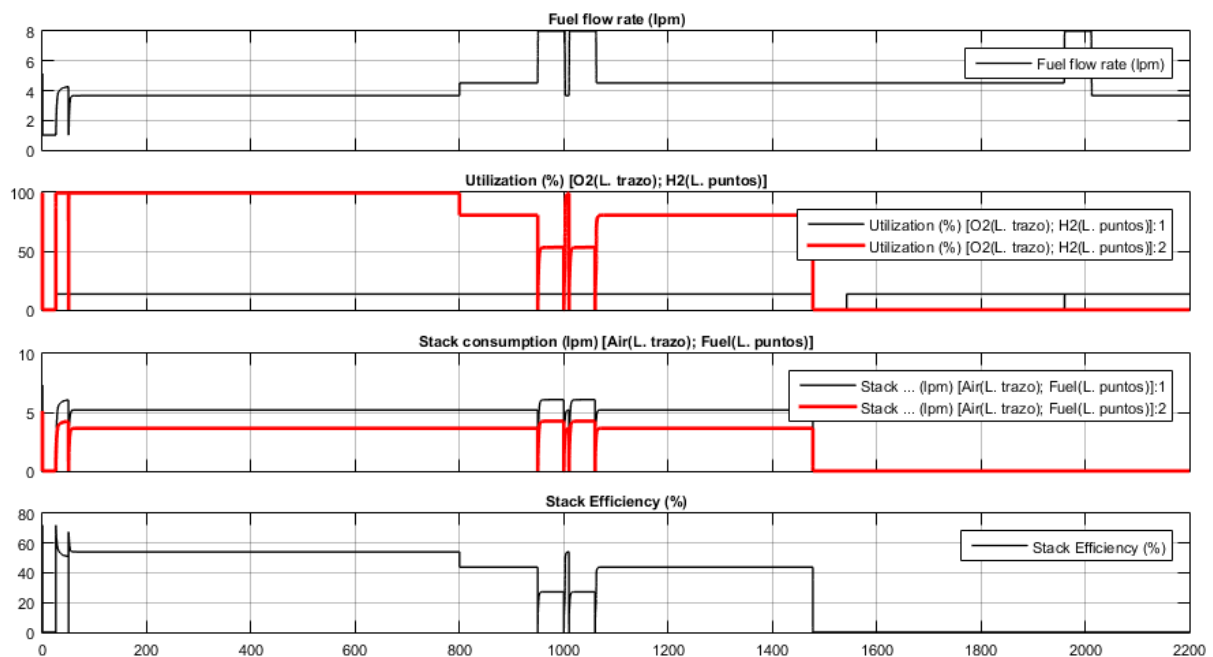 Fuel flow rate (lpm)
8
6
4
2
0
Fuel flow rate (lpm)
Utilization (%) [O2(L. trazo); H2(L. puntos)]
100
50
0
Utilization (%) [O2(L. trazo); H2(L. puntos)]:1
Utilization (%) [O2(L. trazo); H2(L. puntos)]:2
Stack consumption (lpm) [Air(L. trazo); Fuel(L. puntos)]
10
5
0
Stack ... (lpm) [Air(L. trazo); Fuel(L. puntos)]:1
Stack ... (lpm) [Air(L. trazo); Fuel(L. puntos)]:2
Stack Efficiency (%)
80
60
40
20
0
Stack Efficiency (%)
0 200 400 600 800 1000 1200 1400 1600 1800 2000 2200